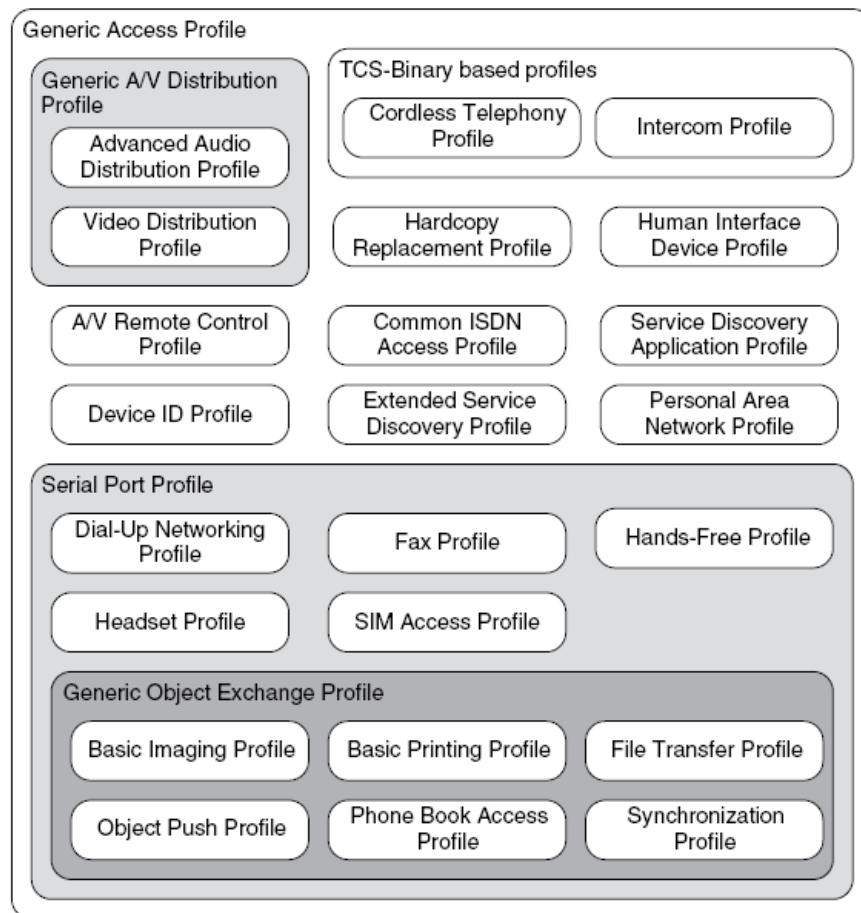 Generic Access Profile
Generic A/V Distribution
Profile
Advanced Audio
Distribution Profile
Video Distribution
Profile
TCS-Binary based profiles
Cordless Telephony
Profile
Intercom Profile
Hardcopy
Replacement Profile
Human Interface
Device Profile
A/V Remote Control
Profile
Common ISDN
Access Profile
Service Discovery
Application Profile
Device ID Profile
Extended Service
Discovery Profile
Personal Area
Network Profile
Serial Port Profile
Dial-Up Networking
Profile
Fax Profile
Hands-Free Profile
Headset Profile
SIM Access Profile
Generic Object Exchange Profile
Basic Imaging Profile
Basic Printing Profile
File Transfer Profile
Object Push Profile
Phone Book Access
Profile
Synchronization
Profile